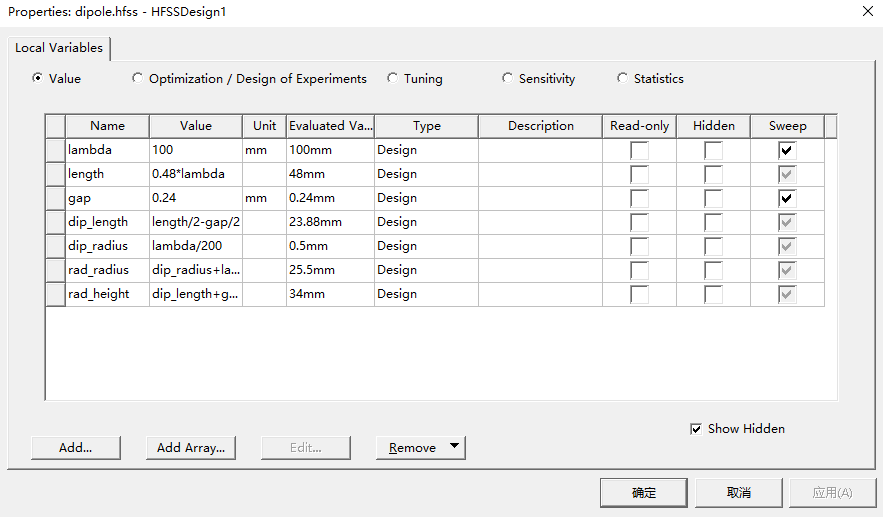 Properties: dipole.hfss - HFSSDesign1
Local Variables
Value Optimization / Design of Experiments Tuning Sensitivity Statistics
Name Value Unit Evaluated Va... Type Description Read-only Hidden Sweep
lambda 100 mm 100mm Design
length 0.48*lambda 48mm Design
gap 0.24 mm 0.24mm Design
dip_length length/2-gap/2 23.88mm Design
dip_radius lambda/200 0.5mm Design
rad_radius dip_radius+la... 25.5mm Design
rad_height dip_length+g... 34mm Design
Show Hidden
Add... Add Array... Edit... Remove
确定 取消 应用(A)